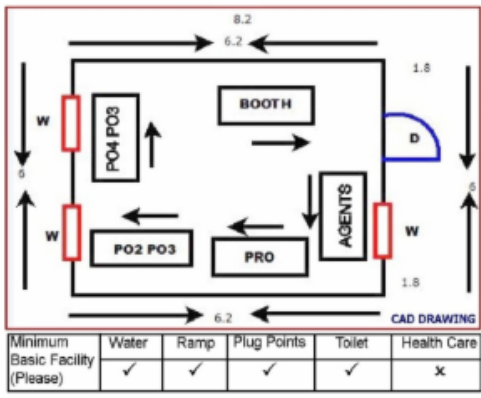 8.2
6.2
1.8
W
PO4 PO3
BOOTH
D
6
6
W
PO2 PO3
PRO
AGENTS
W
1.8
6.2
CAD DRAWING
Minimum Basic Facility (Please) Water Ramp Plug Points Toilet Health Care
✓ ✓ ✓ ✓ x